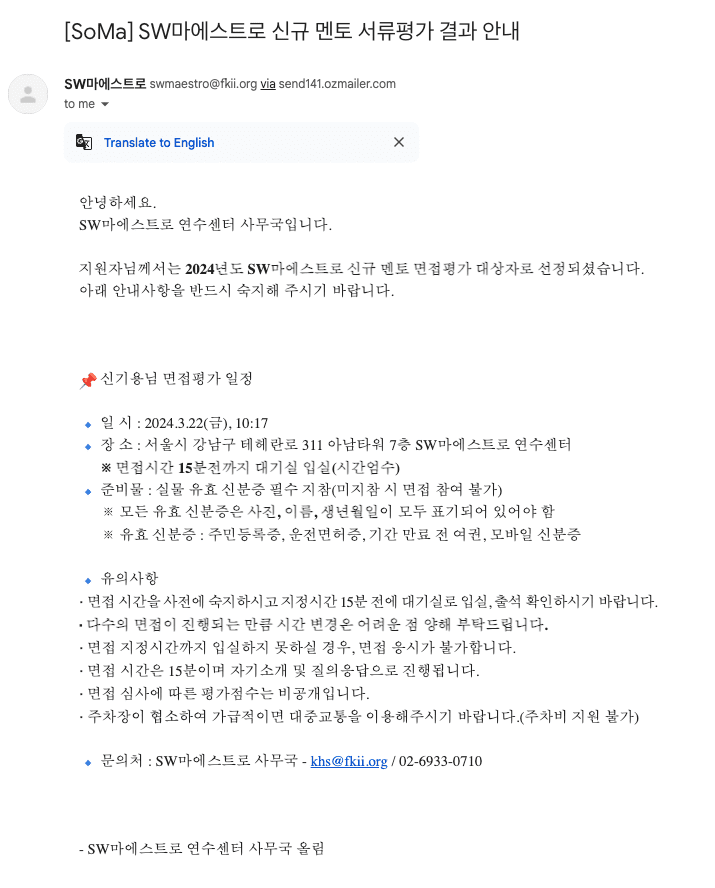 [SoMa] SW마에스트로 신규 멘토 서류평가 결과 안내
SW마에스트로 swmaestro@fkii.org via send141.ozmailer.com
to me
Translate to English
안녕하세요.
SW마에스트로 연수센터 사무국입니다.
지원자님께서는 2024년도 SW마에스트로 신규 멘토 면접평가 대상자로 선정되셨습니다.
아래 안내사항을 반드시 숙지해 주시기 바랍니다.
📌 신기용님 면접평가 일정
🔹 일 시 : 2024.3.22(금), 10:17
🔹 장 소 : 서울시 강남구 테헤란로 311 아남타워 7층 SW마에스트로 연수센터
※ 면접시간 15분전까지 대기실 입실(시간엄수)
🔹 준비물 : 실물 유효 신분증 필수 지참(미지참 시 면접 참여 불가)
※ 모든 유효 신분증은 사진, 이름, 생년월일이 모두 표기되어 있어야 함
※ 유효 신분증 : 주민등록증, 운전면허증, 기간 만료 전 여권, 모바일 신분증
🔹 유의사항
· 면접 시간을 사전에 숙지하시고 지정시간 15분 전에 대기실로 입실, 출석 확인하시기 바랍니다.
· 다수의 면접이 진행되는 만큼 시간 변경은 어려운 점 양해 부탁드립니다.
· 면접 지정시간까지 입실하지 못하실 경우, 면접 응시가 불가합니다.
· 면접 시간은 15분이며 자기소개 및 질의응답으로 진행됩니다.
· 면접 심사에 따른 평가점수는 비공개입니다.
· 주차장이 협소하여 가급적이면 대중교통을 이용해주시기 바랍니다.(주차비 지원 불가)
🔹 문의처 : SW마에스트로 사무국 - khs@fkii.org / 02-6933-0710
- SW마에스트로 연수센터 사무국 올림